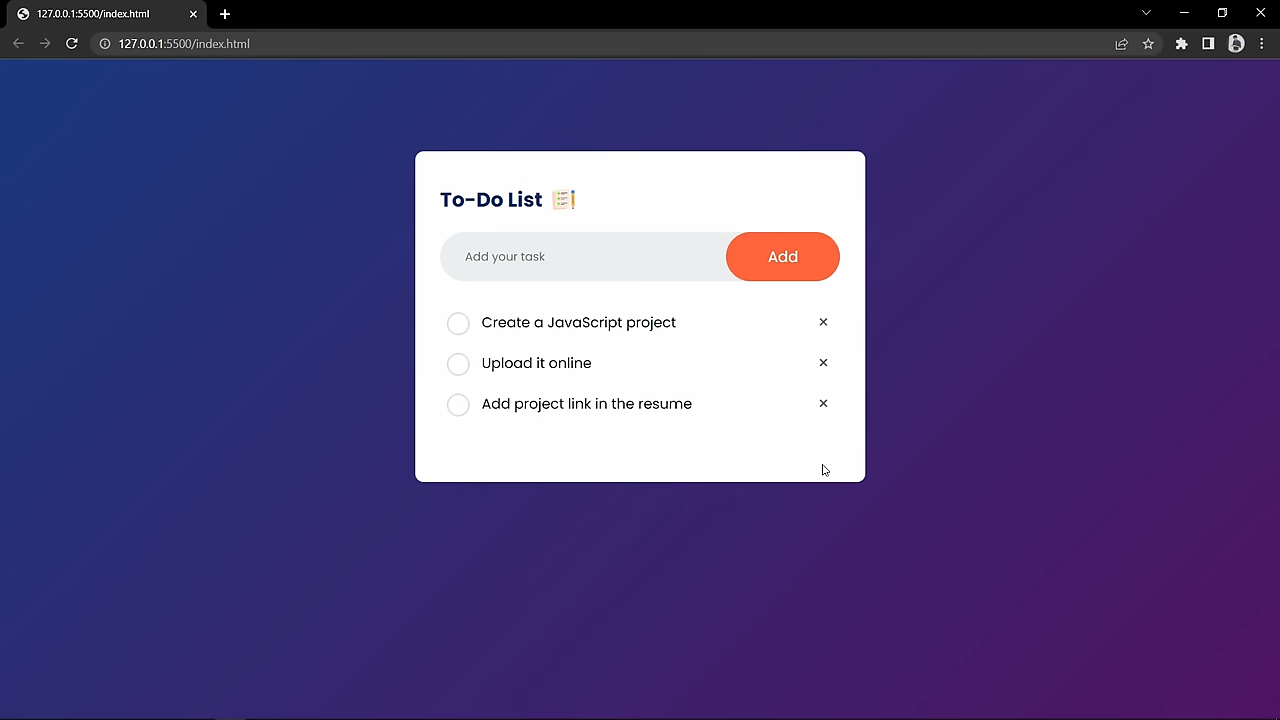 127.0.0.1:5500/index.html
127.0.0.1:5500/index.html
To-Do List
Add your task
Add
Create a JavaScript project
Upload it online
Add project link in the resume